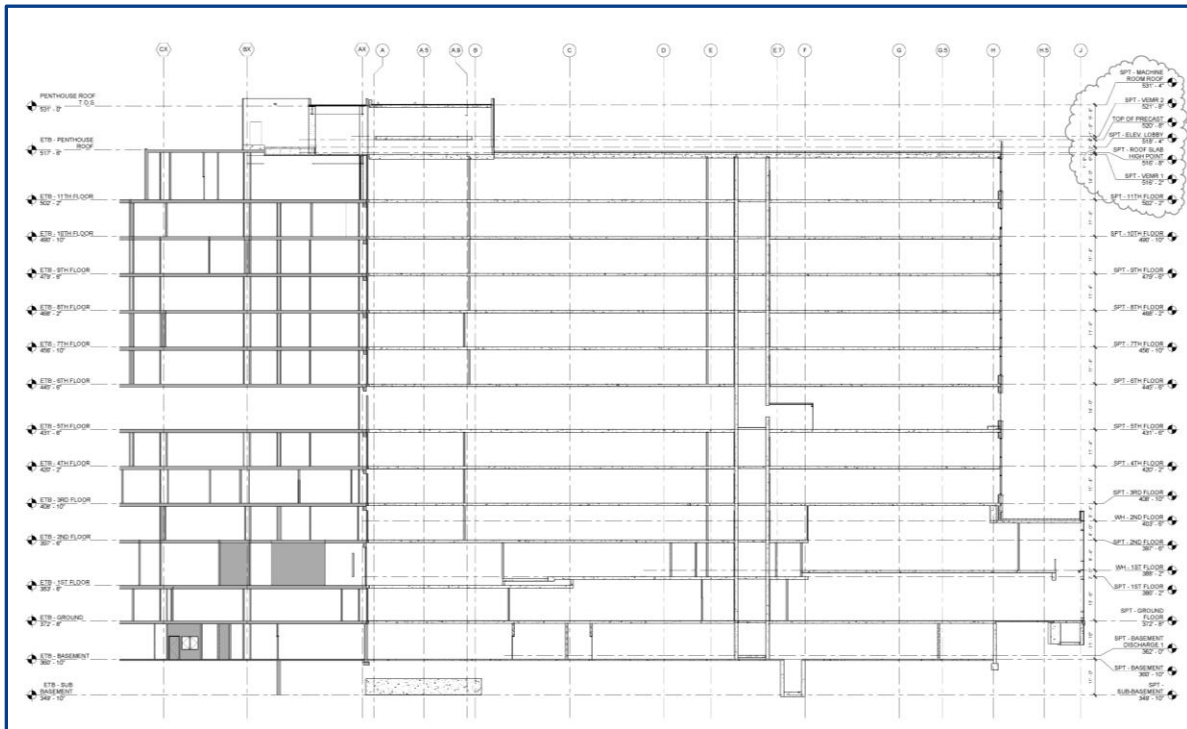 CX BX AX A A.5 A.9 B C D E E.7 F G G.5 H H.5 J
PENTHOUSE ROOF
T.O.S
531' - 0"
ETB - PENTHOUSE
ROOF
517' - 6"
ETB - 11TH FLOOR
502' - 2"
ETB - 10TH FLOOR
490' - 10"
ETB - 9TH FLOOR
479' - 6"
ETB - 8TH FLOOR
468' - 2"
ETB - 7TH FLOOR
456' - 10"
ETB - 6TH FLOOR
445' - 6"
ETB - 5TH FLOOR
431' - 6"
ETB - 4TH FLOOR
420' - 2"
ETB - 3RD FLOOR
408' - 10"
ETB - 2ND FLOOR
397' - 6"
ETB - 1ST FLOOR
383' - 6"
ETB - GROUND
372' - 8"
ETB - BASEMENT
360' - 10"
ETB - SUB
BASEMENT
349' - 10"
SPT - MACHINE
ROOM ROOF
531' - 4"
SPT - VEMR 2
521' - 8"
TOP OF PRECAST
520' - 8"
SPT - ELEV. LOBBY
518' - 4"
SPT - ROOF SLAB
HIGH POINT
516' - 8"
SPT - VEMR 1
516' - 2"
SPT - 11TH FLOOR
502' - 2"
SPT - 10TH FLOOR
490' - 10"
SPT - 9TH FLOOR
479' - 6"
SPT - 8TH FLOOR
468' - 2"
SPT - 7TH FLOOR
456' - 10"
SPT - 6TH FLOOR
445' - 6"
SPT - 5TH FLOOR
431' - 6"
SPT - 4TH FLOOR
420' - 2"
SPT - 3RD FLOOR
408' - 10"
WH - 2ND FLOOR
403' - 6"
SPT - 2ND FLOOR
397' - 6"
WH - 1ST FLOOR
388' - 2"
SPT - 1ST FLOOR
386' - 2"
SPT - GROUND
FLOOR
372' - 8"
SPT - BASEMENT
DISCHARGE 1
362' - 0"
SPT - BASEMENT
360' - 10"
SPT -
SUB-BASEMENT
349' - 10"